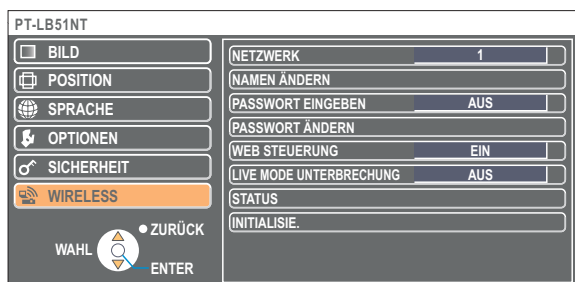 PT-LB51NT
BILD
POSITION
SPRACHE
OPTIONEN
SICHERHEIT
WIRELESS
ZURÜCK
WAHL
ENTER
NETZWERK 1
NAMEN ÄNDERN
PASSWORT EINGEBEN AUS
PASSWORT ÄNDERN
WEB STEUERUNG EIN
LIVE MODE UNTERBRECHUNG AUS
STATUS
INITIALISIE.